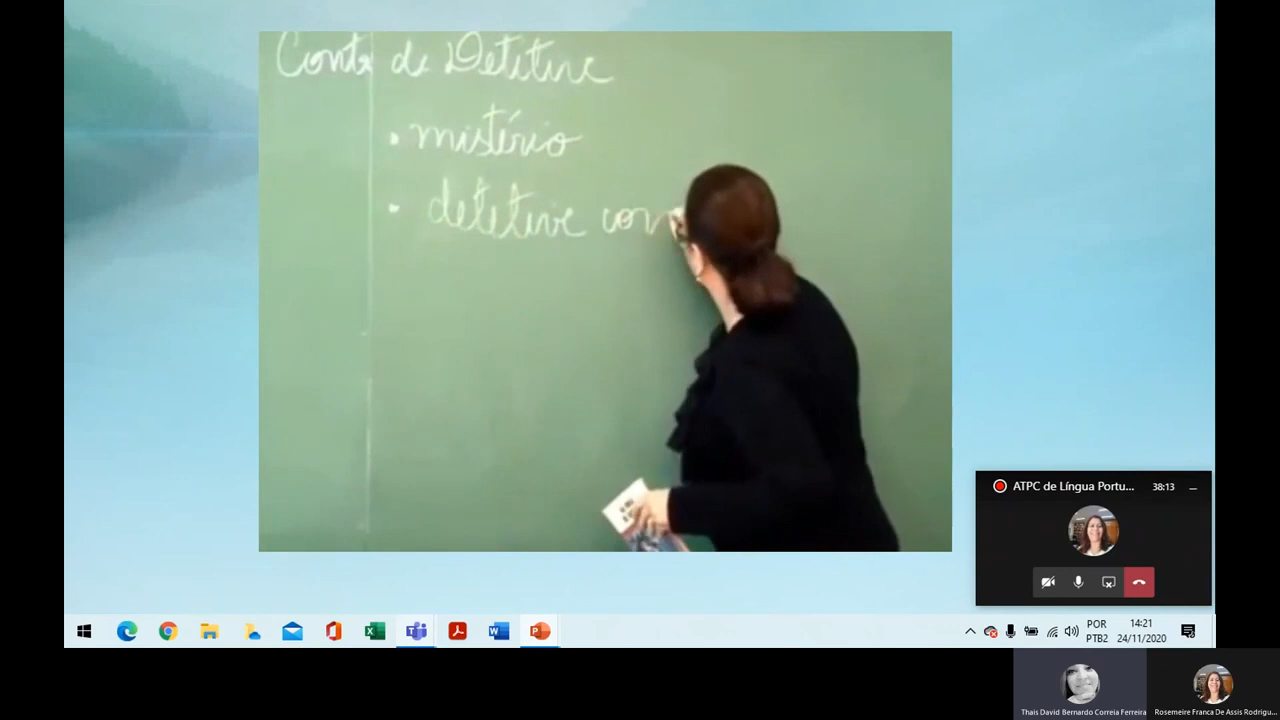 Conto de Detetive
• mistério
• detetive com
ATPC de Língua Portu...
38:13
POR
PTB2
14:21
24/11/2020
Thais David Bernardo Correia Ferreira
Rosemeire Franca De Assis Rodrigu...